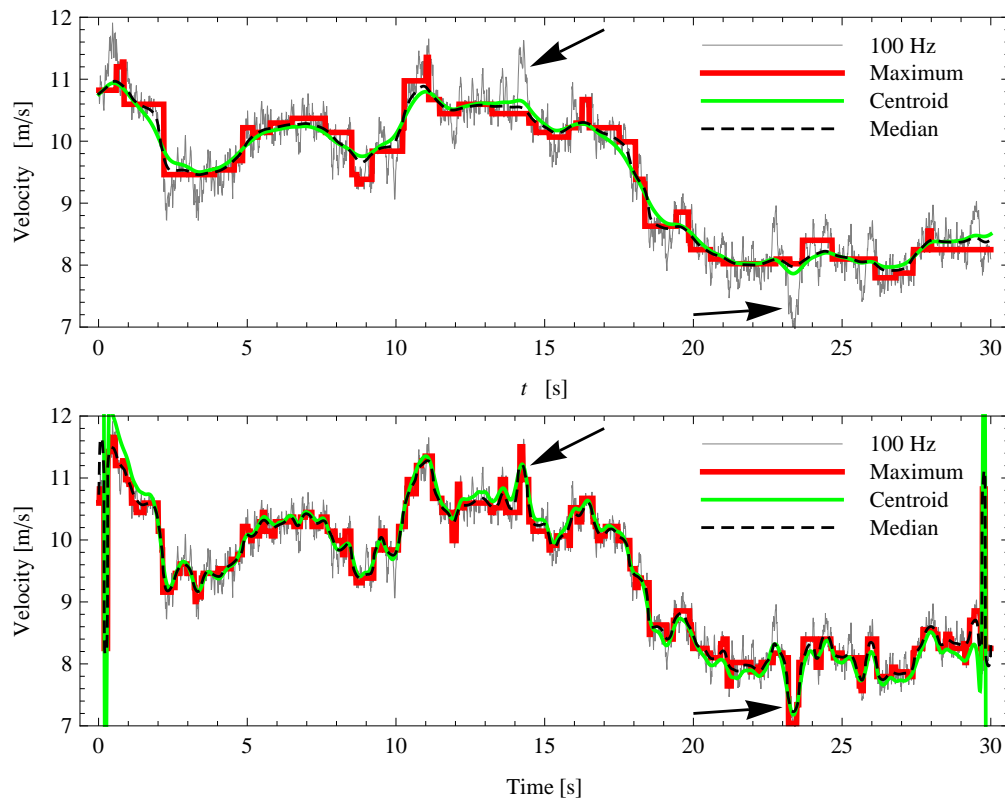 12
11
10
9
8
7
Velocity [m/s]
100 Hz
Maximum
Centroid
Median
0 5 10 15 20 25 30
t [s]
12
11
10
9
8
7
Velocity [m/s]
100 Hz
Maximum
Centroid
Median
0 5 10 15 20 25 30
Time [s]